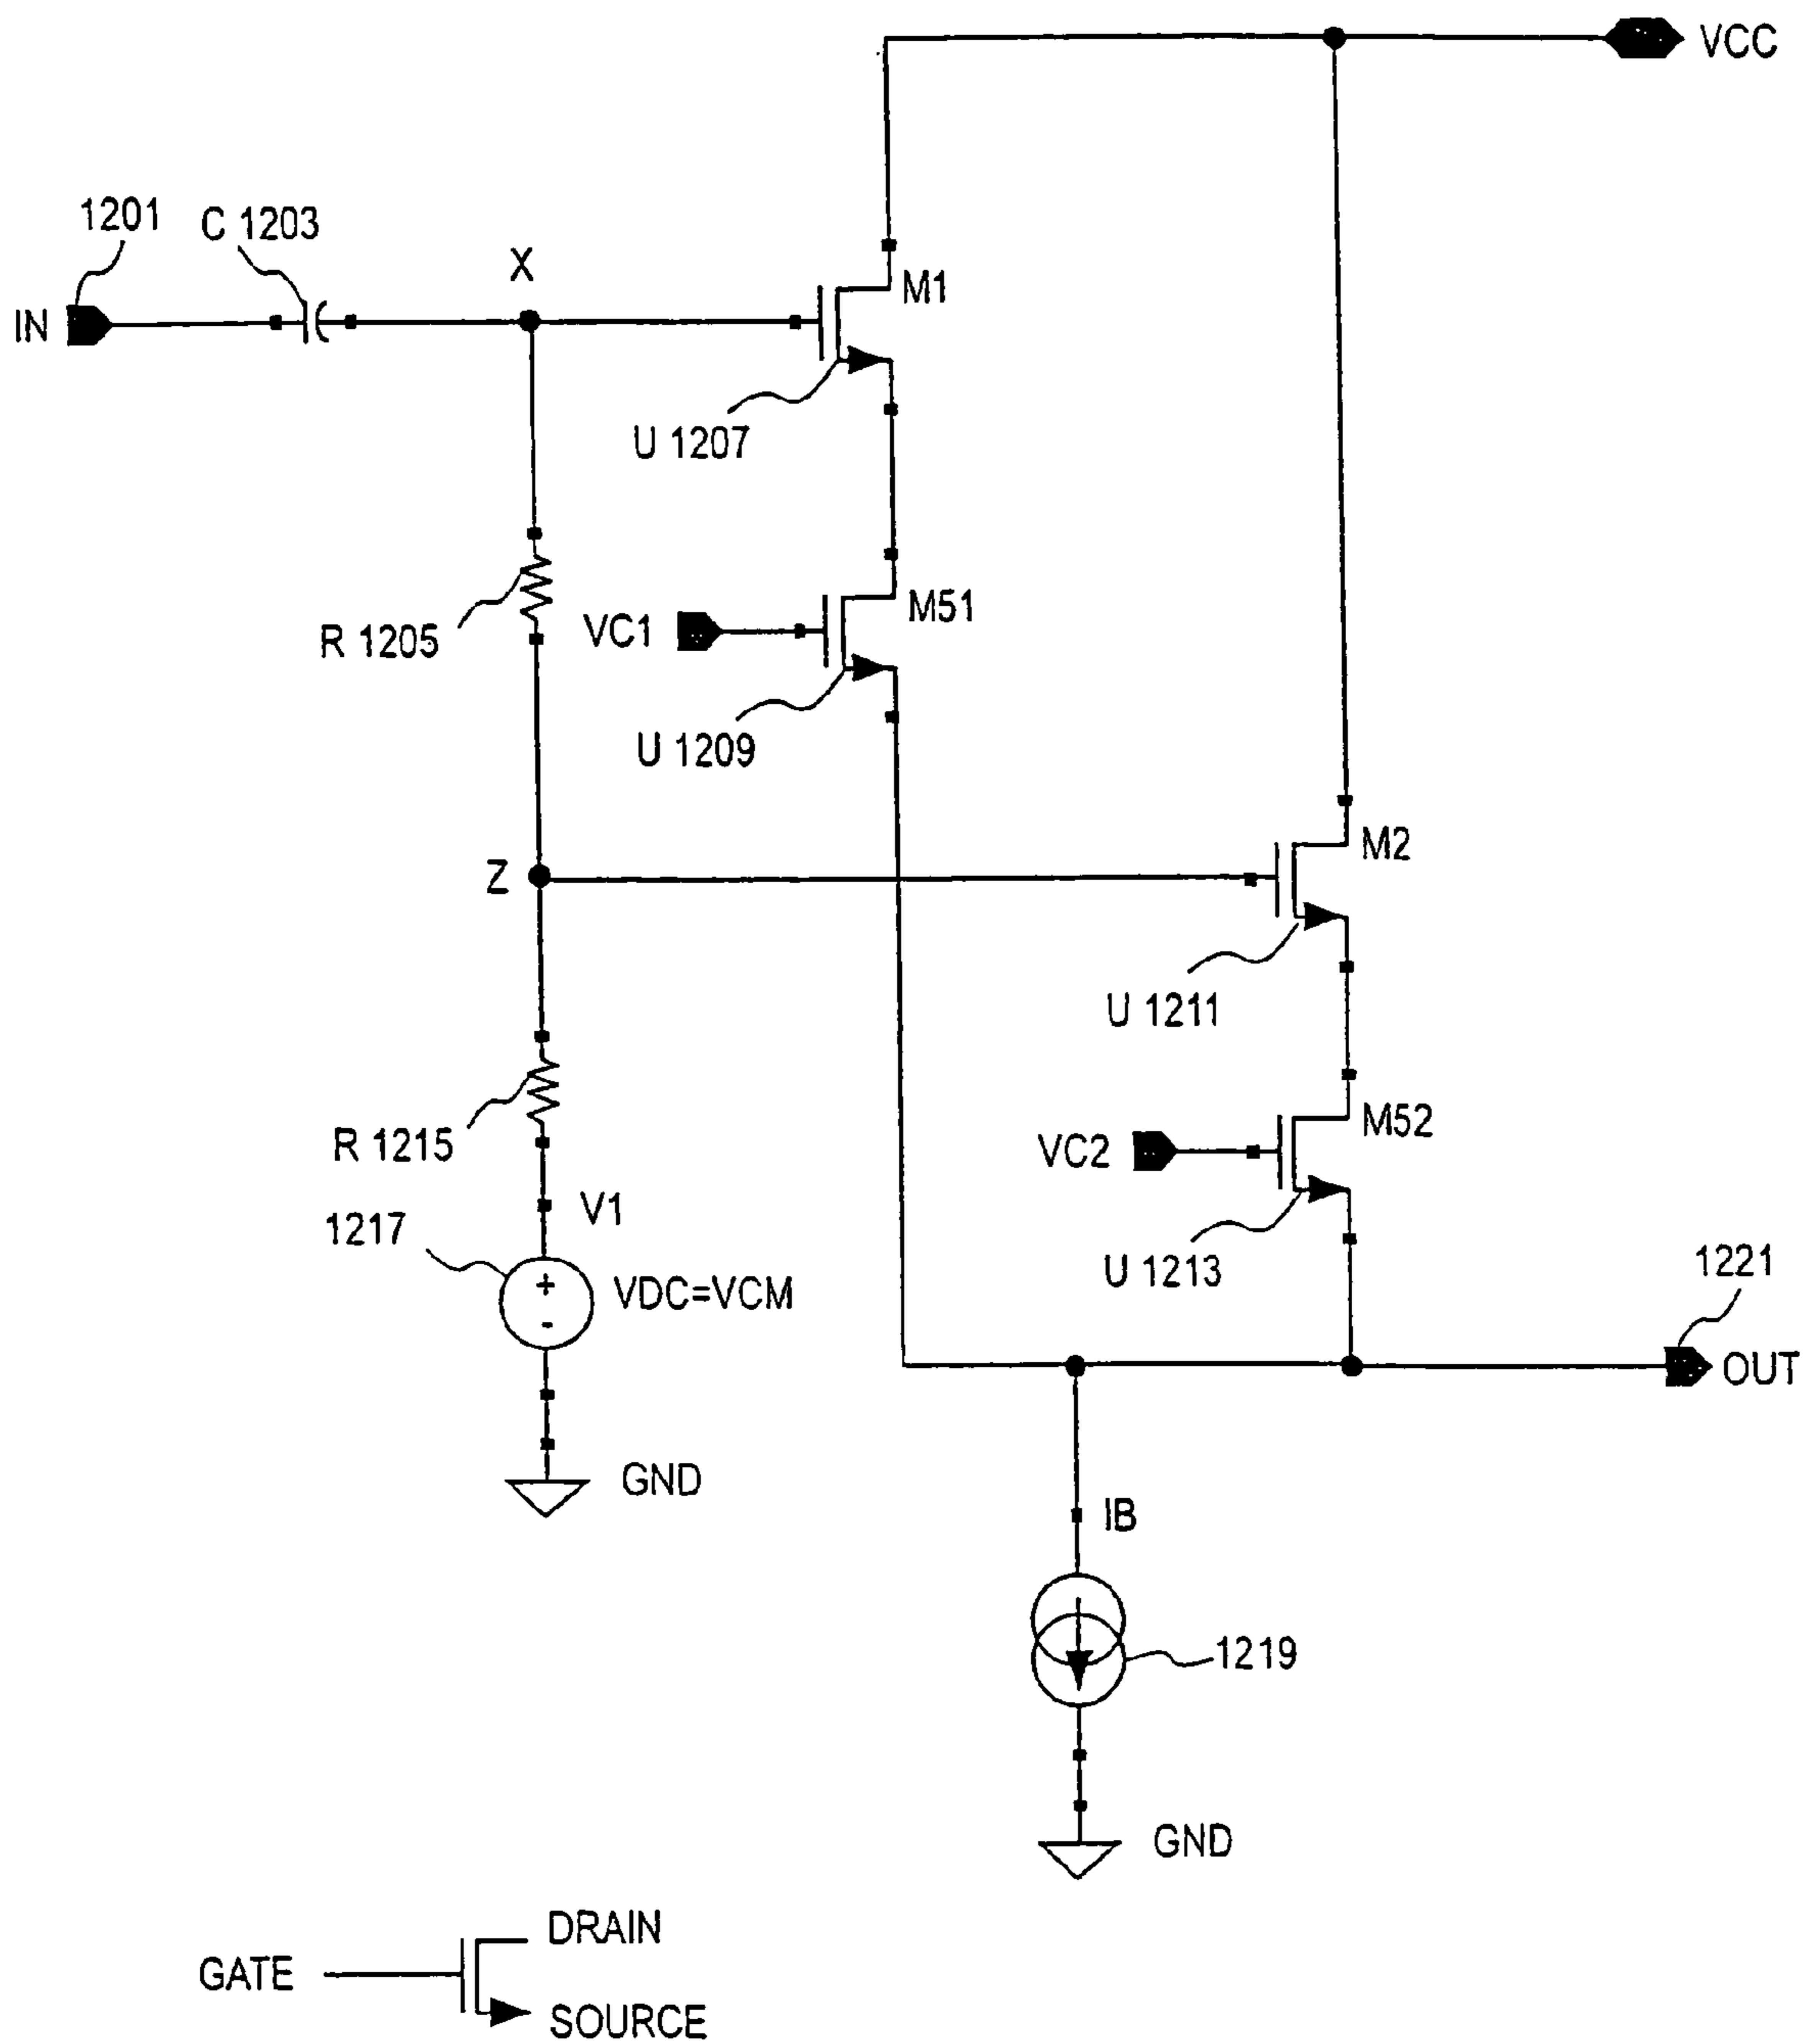 VCC
1201
C 1203
X
M1
IN
U 1207
R 1205
VC1
M51
U 1209
M2
Z
U 1211
M52
R 1215
VC2
V1
1217
U 1213
1221
VDC=VCM
+
-
OUT
GND
IB
1219
GND
DRAIN
GATE
SOURCE